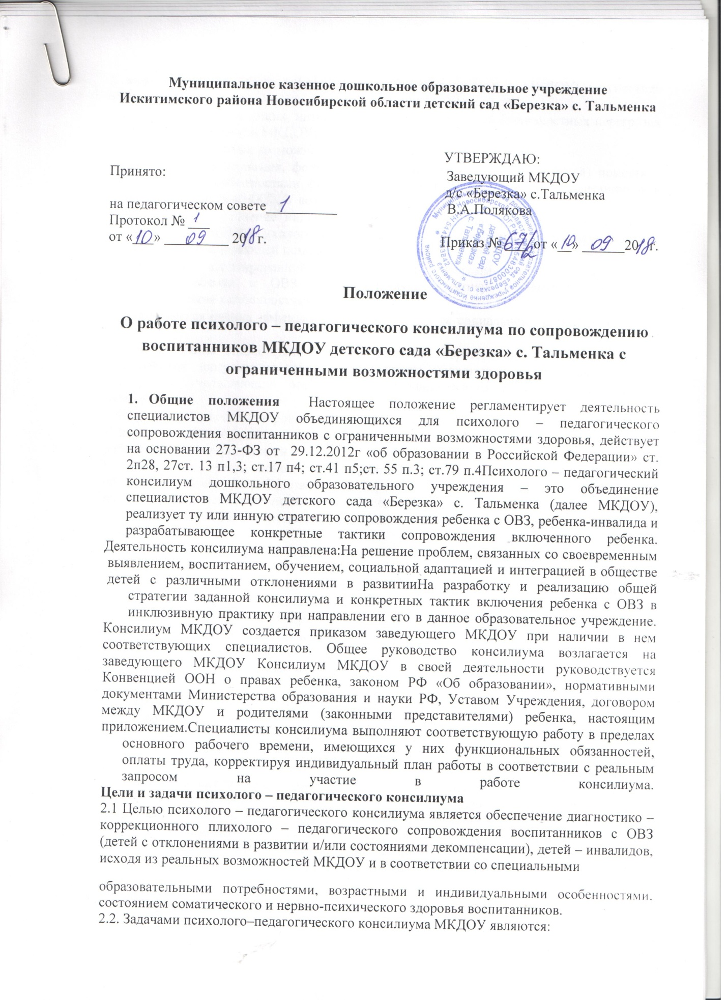 Муниципальное казенное дошкольное образовательное учреждение
Искитимского района Новосибирской области детский сад «Березка» с. Тальменка
Принято:
на педагогическом совете 1
Протокол № 1
от «10» 09 2018 г.
УТВЕРЖДАЮ:
Заведующий МКДОУ
д/с «Березка» с.Тальменка
В.А.Полякова
Приказ № 67/2 от «10» 09 2018 г.
МКДОУ
детский сад
«Березка»
с. Тальменка
Положение
О работе психолого – педагогического консилиума по сопровождению
воспитанников МКДОУ детского сада «Березка» с. Тальменка с
ограниченными возможностями здоровья
1. Общие положения Настоящее положение регламентирует деятельность
специалистов МКДОУ объединяющихся для психолого – педагогического
сопровождения воспитанников с ограниченными возможностями здоровья, действует
на основании 273-ФЗ от 29.12.2012г «об образовании в Российской Федерации» ст.
2п28, 27ст. 13 п1,3; ст.17 п4; ст.41 п5;ст. 55 п.3; ст.79 п.4Психолого – педагогический
консилиум дошкольного образовательного учреждения – это объединение
специалистов МКДОУ детского сада «Березка» с. Тальменка (далее МКДОУ),
реализует ту или инную стратегию сопровождения ребенка с ОВЗ, ребенка-инвалида и
разрабатывающее конкретные тактики сопровождения включенного ребенка.
Деятельность консилиума направлена:На решение проблем, связанных со своевременным
выявлением, воспитанием, обучением, социальной адаптацией и интеграцией в обществе
детей с различными отклонениями в развитииНа разработку и реализацию общей
стратегии заданной консилиума и конкретных тактик включения ребенка с ОВЗ в
инклюзивную практику при направлении его в данное образовательное учреждение.
Консилиум МКДОУ создается приказом заведующего МКДОУ при наличии в нем
соответствующих специалистов. Общее руководство консилиума возлагается на
заведующего МКДОУ Консилиум МКДОУ в своей деятельности руководствуется
Конвенцией ООН о правах ребенка, законом РФ «Об образовании», нормативными
документами Министерства образования и науки РФ, Уставом Учреждения, договором
между МКДОУ и родителями (законными представителями) ребенка, настоящим
приложением.Специалисты консилиума выполняют соответствующую работу в пределах
основного рабочего времени, имеющихся у них функциональных обязанностей,
оплаты труда, корректируя индивидуальный план работы в соответствии с реальным
запросом на участие в работе консилиума.
Цели и задачи психолого – педагогического консилиума
2.1 Целью психолого – педагогического консилиума является обеспечение диагностико –
коррекционного плихолого – педагогического сопровождения воспитанников с ОВЗ
(детей с отклонениями в развитии и/или состояниями декомпенсации), детей – инвалидов,
исходя из реальных возможностей МКДОУ и в соответствии со специальными
образовательными потребностями, возрастными и индивидуальными особенностями.
состоянием соматического и нервно-психического здоровья воспитанников.
2.2. Задачами психолого–педагогического консилиума МКДОУ являются: